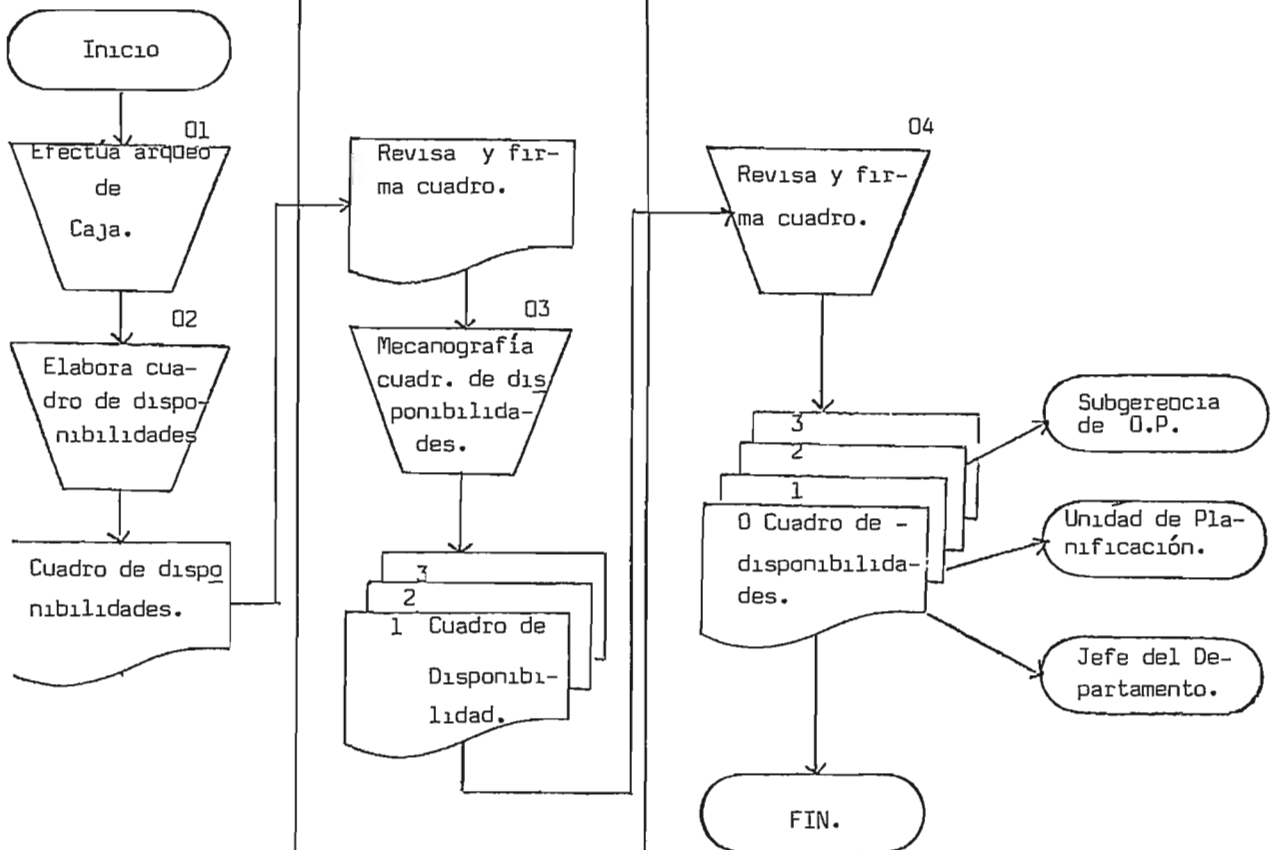 Inicio
01
Efectúa arqueo
de
Caja.
02
Elabora cua-
dro de dispo-
nibilidades
Cuadro de dispo
nibilidades.
Revisa y fir-
ma cuadro.
03
Mecanografía
cuadr. de dis
ponibilida-
des.
3
2
1 Cuadro de
Disponibi-
lidad.
04
Revisa y fir-
ma cuadro.
3
2
1
0 Cuadro de -
disponibilida-
des.
Subgerencia
de O.P.
Unidad de Pla-
nificación.
Jefe del De-
partamento.
FIN.